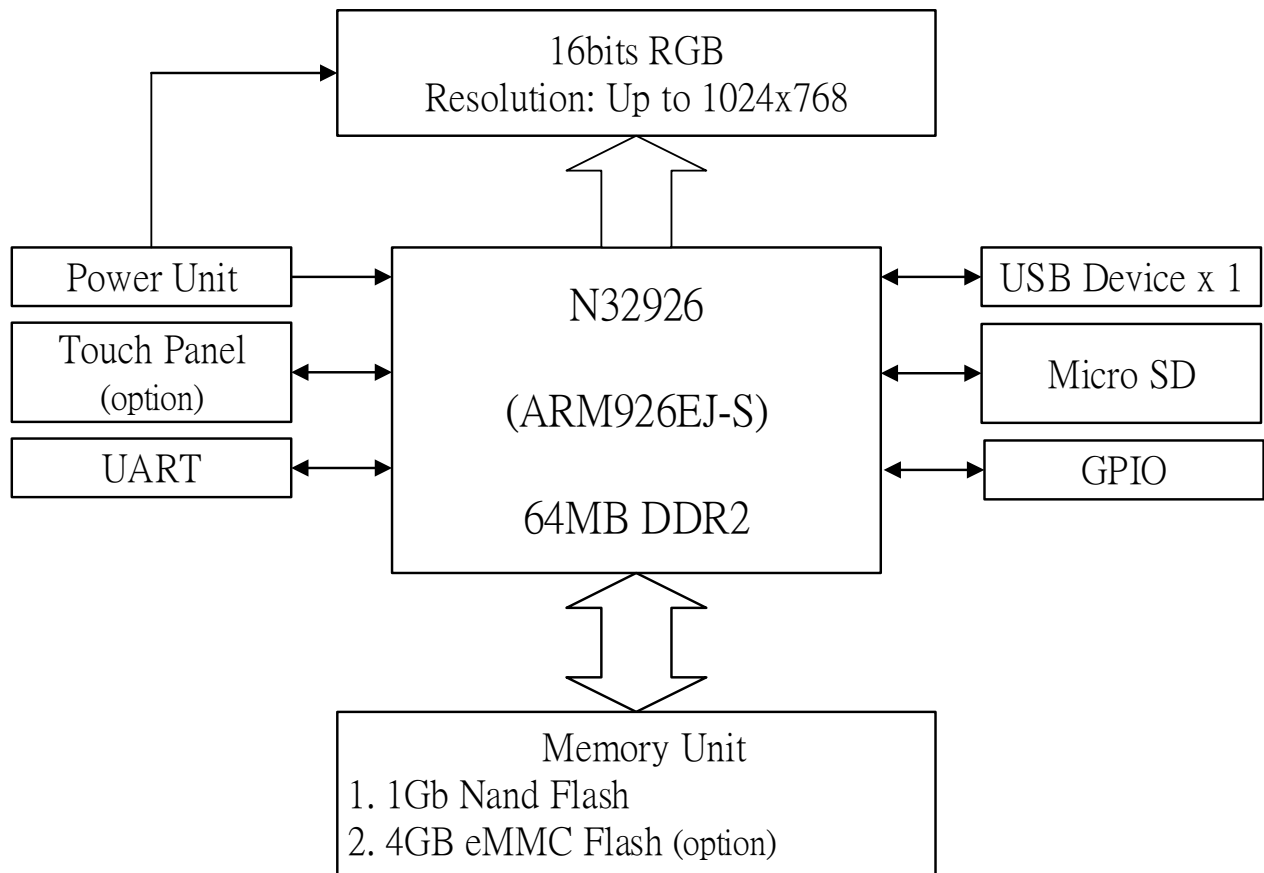 16bits RGB
Resolution: Up to 1024x768
Power Unit
Touch Panel
(option)
UART
N32926
(ARM926EJ-S)
64MB DDR2
USB Device x 1
Micro SD
GPIO
Memory Unit
1. 1Gb Nand Flash
2. 4GB eMMC Flash (option)